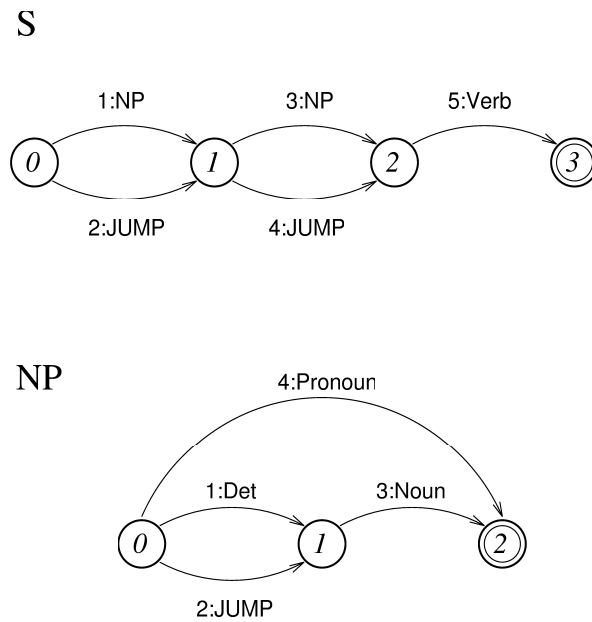 S
1:NP 3:NP 5:Verb
0 1 2 3
2:JUMP 4:JUMP
NP
4:Pronoun
1:Det 3:Noun
0 1 2
2:JUMP